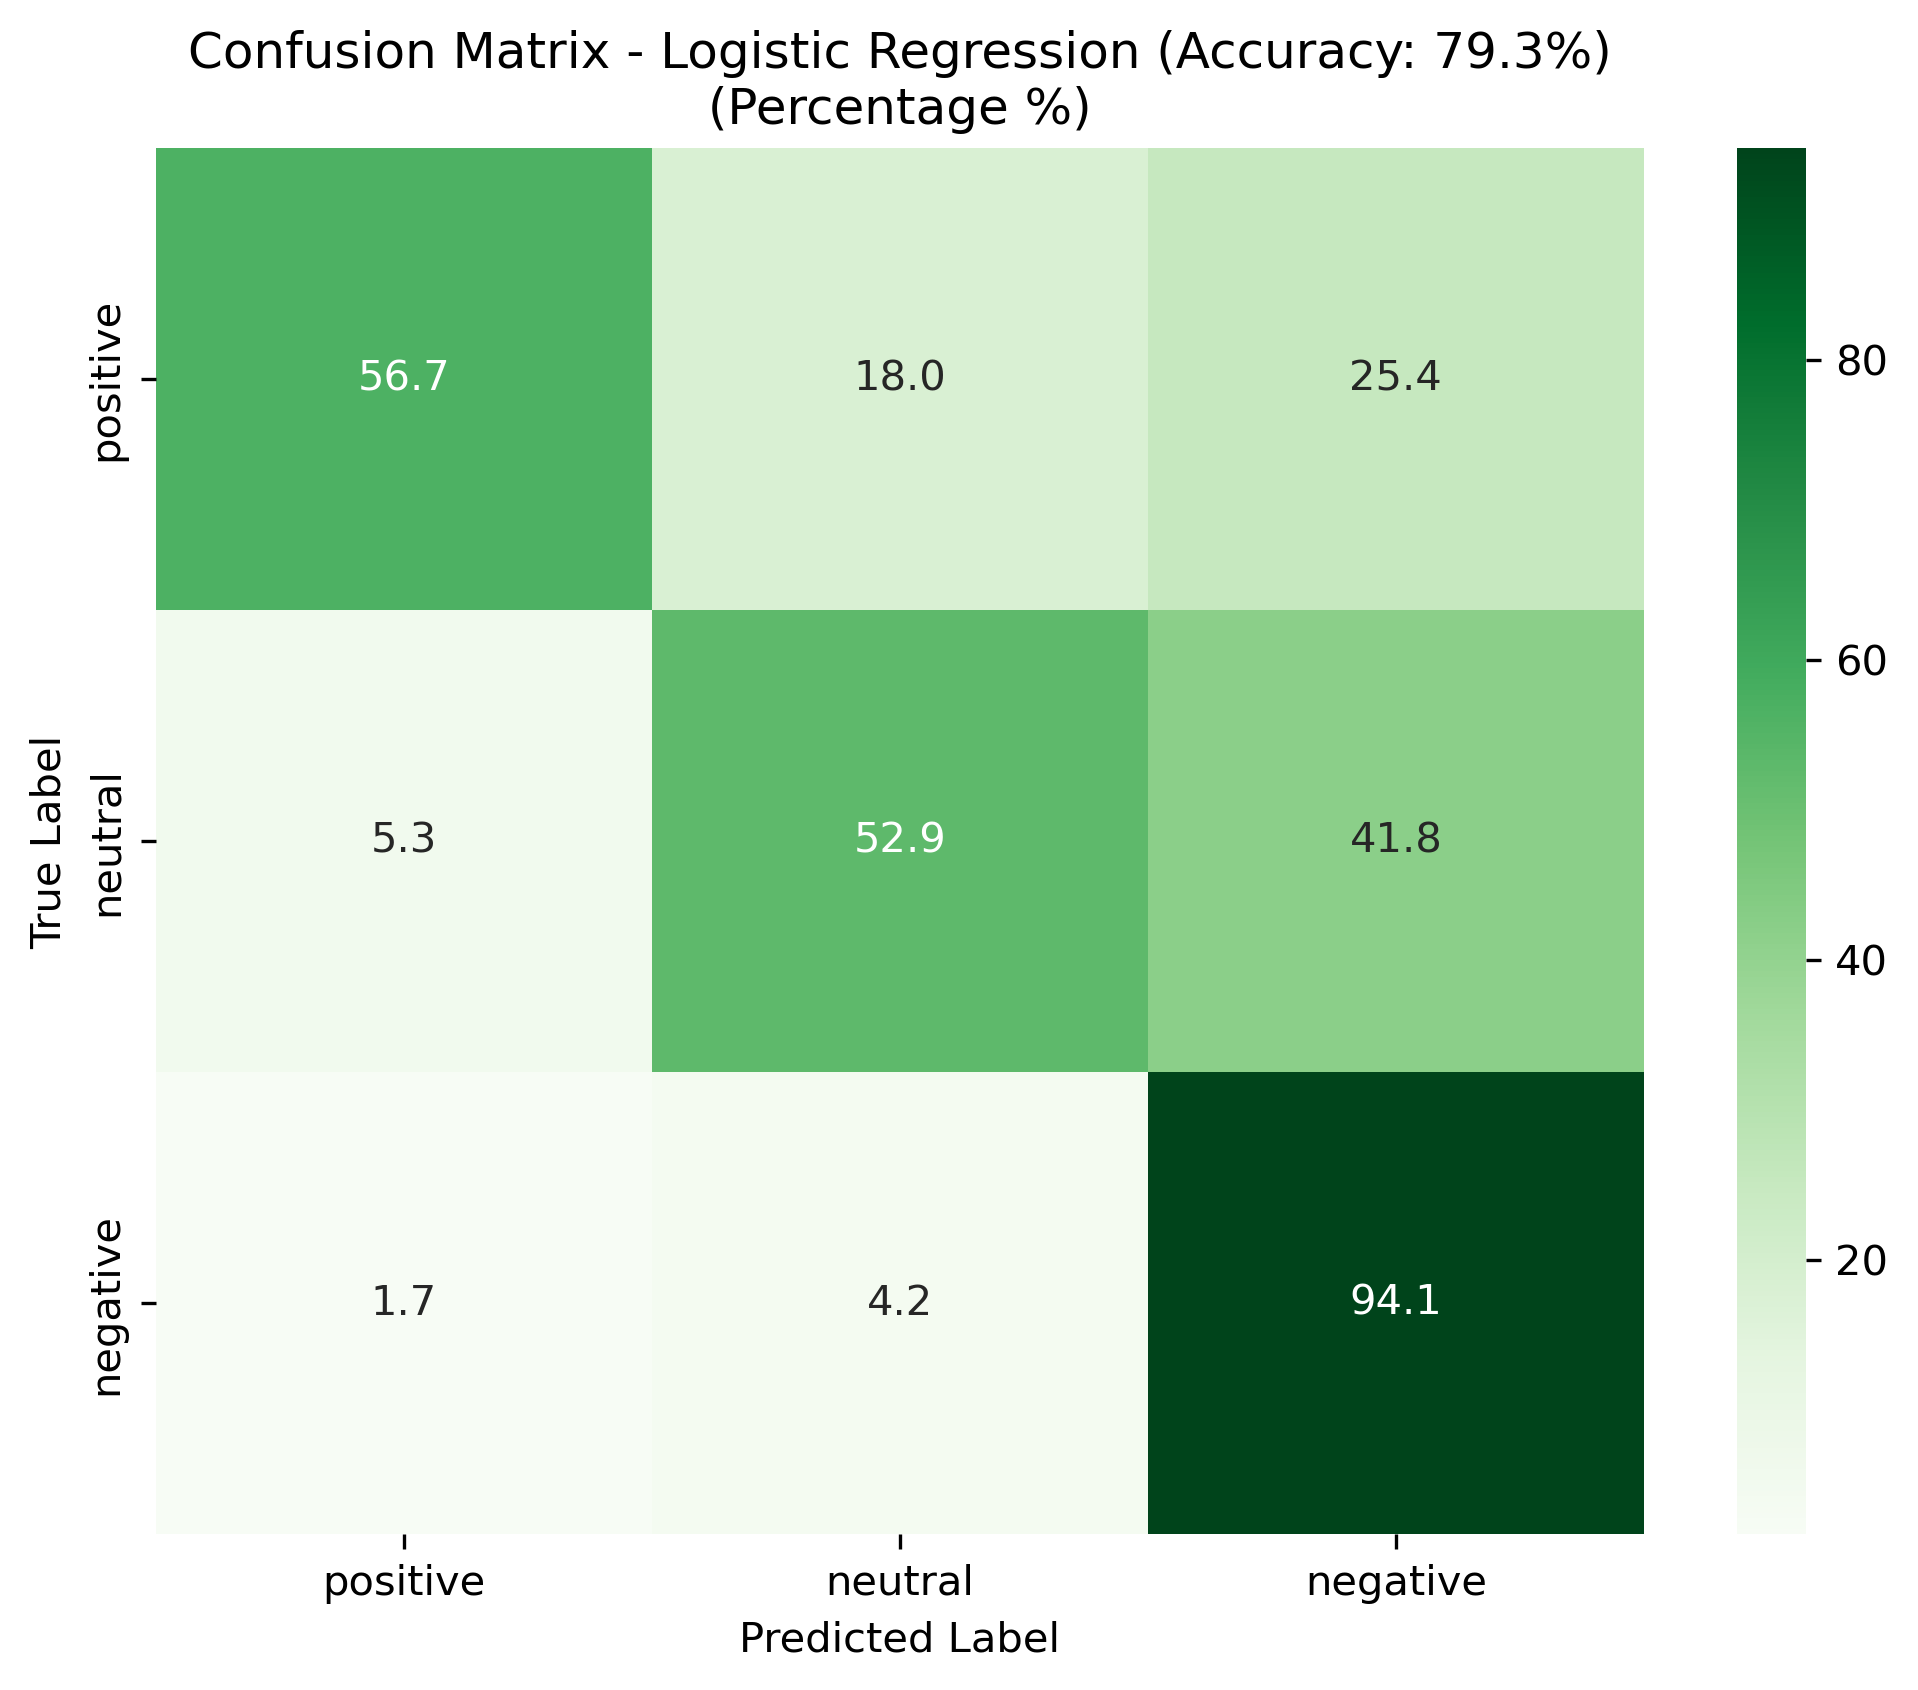 Confusion Matrix - Logistic Regression (Accuracy: 79.3%)
(Percentage %)
True Label
positive
56.7
18.0
25.4
neutral
5.3
52.9
41.8
negative
1.7
4.2
94.1
positive
neutral
negative
Predicted Label
80
60
40
20